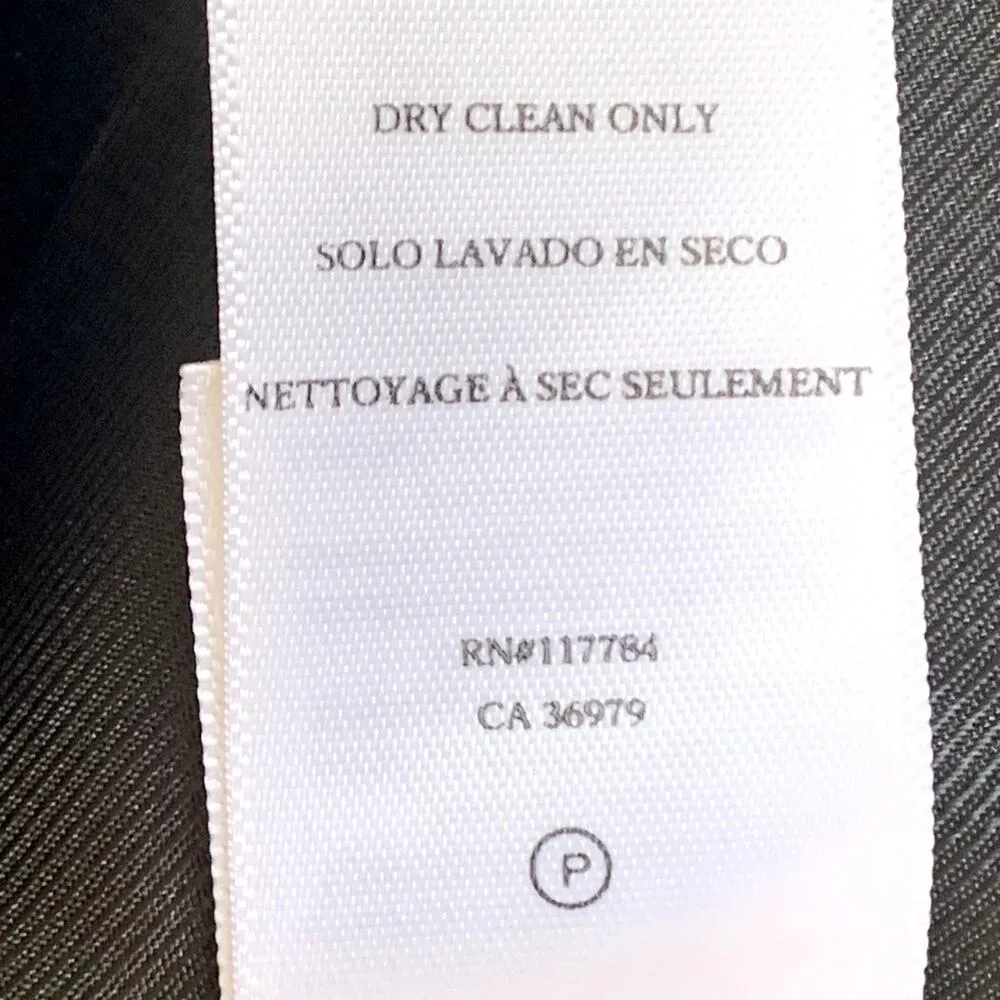 DRY CLEAN ONLY
SOLO LAVADO EN SECO
NETTOYAGE À SEC SEULEMENT
RN#117784
CA 36979
P